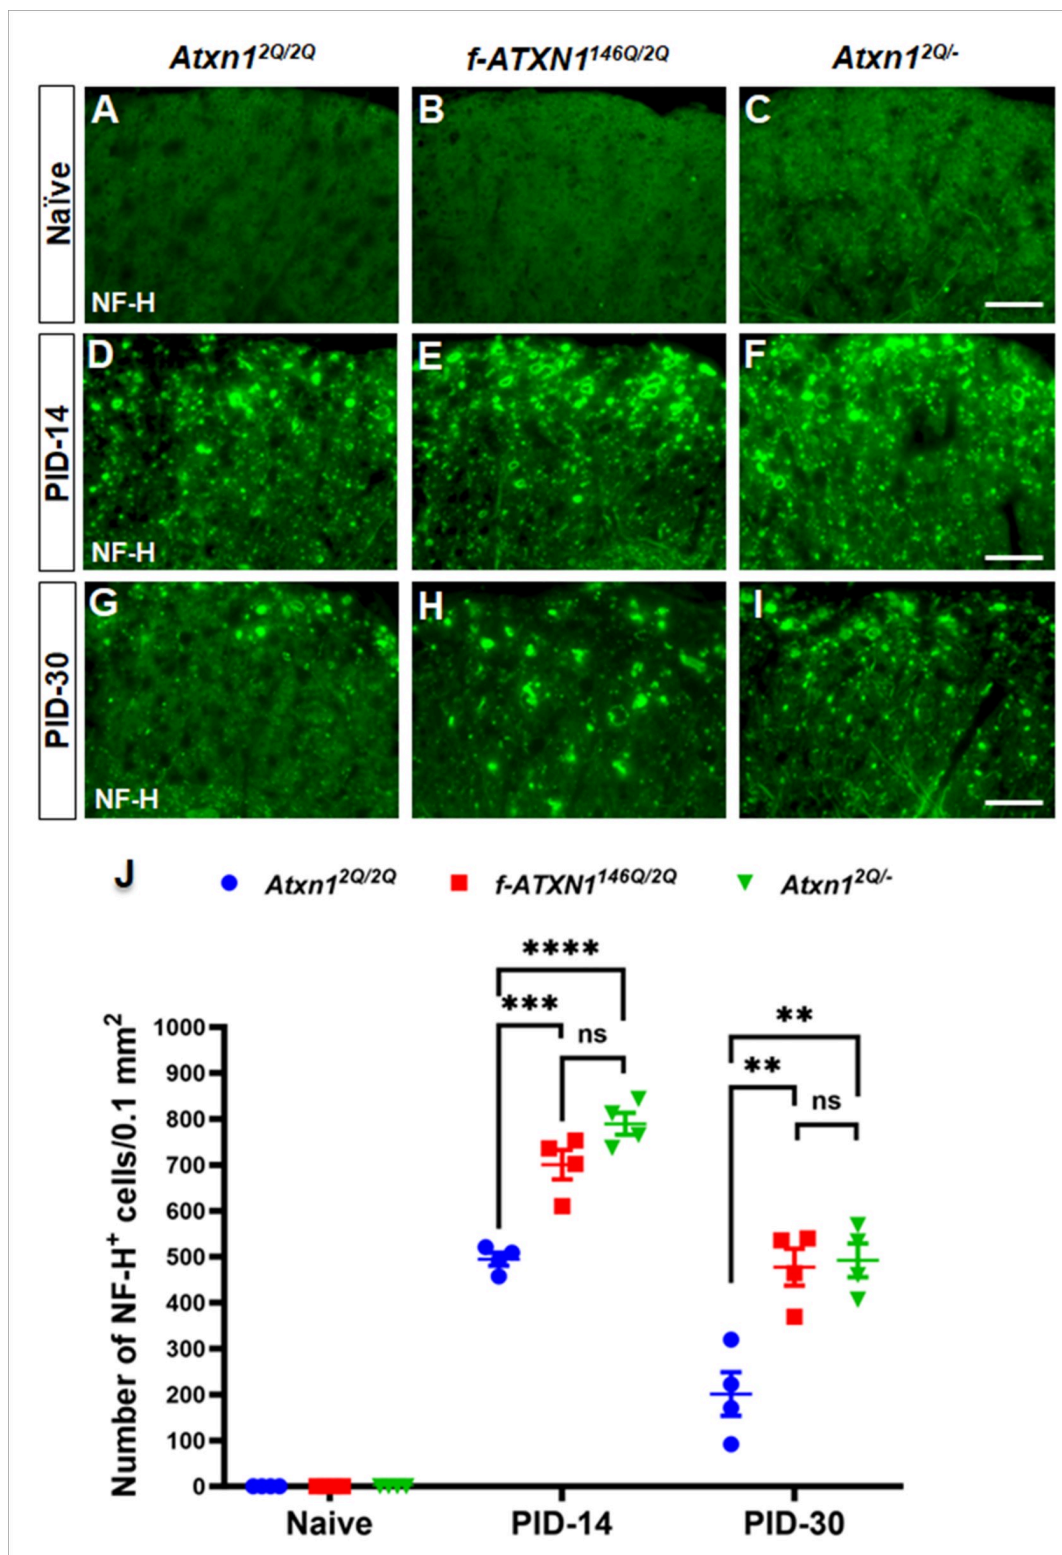 Atxn1^2Q/2Q f-ATXN1^146Q/2Q Atxn1^2Q/-
Naïve
A B C
NF-H
PID-14
D E F
NF-H
PID-30
G H I
NF-H
J Atxn1^2Q/2Q f-ATXN1^146Q/2Q Atxn1^2Q/-
****
***
ns
**
**
ns
Number of NF-H+ cells/0.1 mm²
1000
900
800
700
600
500
400
300
200
100
0
Naive PID-14 PID-30